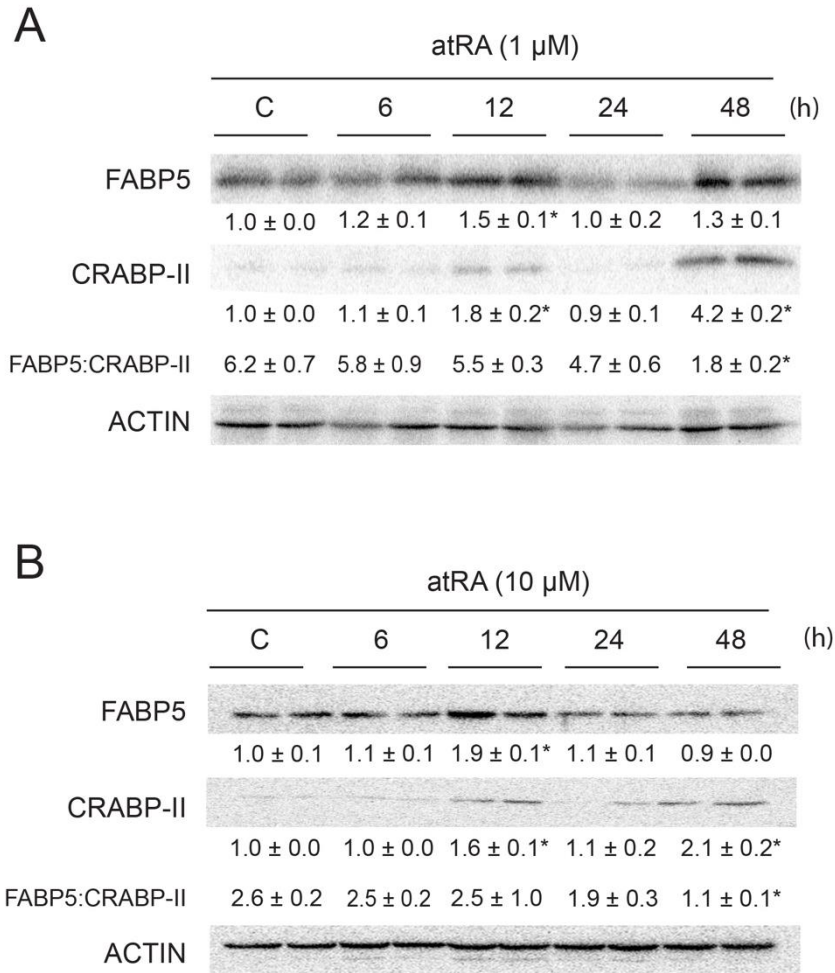 A
atRA (1 µM)
C 6 12 24 48 (h)
FABP5
1.0 ± 0.0 1.2 ± 0.1 1.5 ± 0.1* 1.0 ± 0.2 1.3 ± 0.1
CRABP-II
1.0 ± 0.0 1.1 ± 0.1 1.8 ± 0.2* 0.9 ± 0.1 4.2 ± 0.2*
FABP5:CRABP-II 6.2 ± 0.7 5.8 ± 0.9 5.5 ± 0.3 4.7 ± 0.6 1.8 ± 0.2*
ACTIN
B
atRA (10 µM)
C 6 12 24 48 (h)
FABP5
1.0 ± 0.1 1.1 ± 0.1 1.9 ± 0.1* 1.1 ± 0.1 0.9 ± 0.0
CRABP-II
1.0 ± 0.0 1.0 ± 0.0 1.6 ± 0.1* 1.1 ± 0.2 2.1 ± 0.2*
FABP5:CRABP-II 2.6 ± 0.2 2.5 ± 0.2 2.5 ± 1.0 1.9 ± 0.3 1.1 ± 0.1*
ACTIN